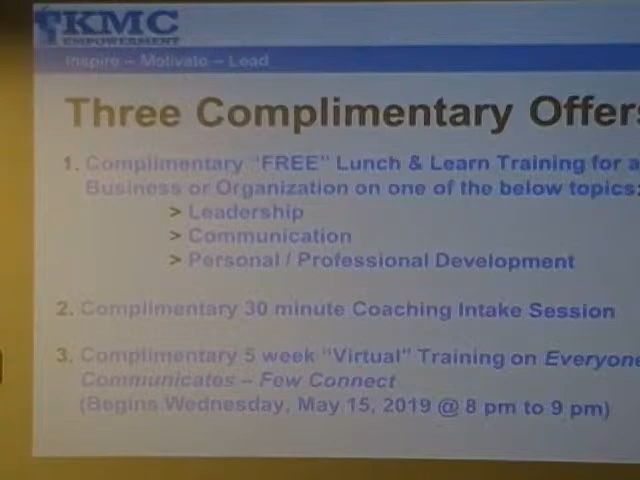 KMC
EMPOWERMENT
Inspire – Motivate – Lead
Three Complimentary Offers
1. Complimentary "FREE" Lunch & Learn Training for a
Business or Organization on one of the below topics:
> Leadership
> Communication
> Personal / Professional Development
2. Complimentary 30 minute Coaching Intake Session
3. Complimentary 5 week "Virtual" Training on Everyone
Communicates – Few Connect
(Begins Wednesday, May 15, 2019 @ 8 pm to 9 pm)